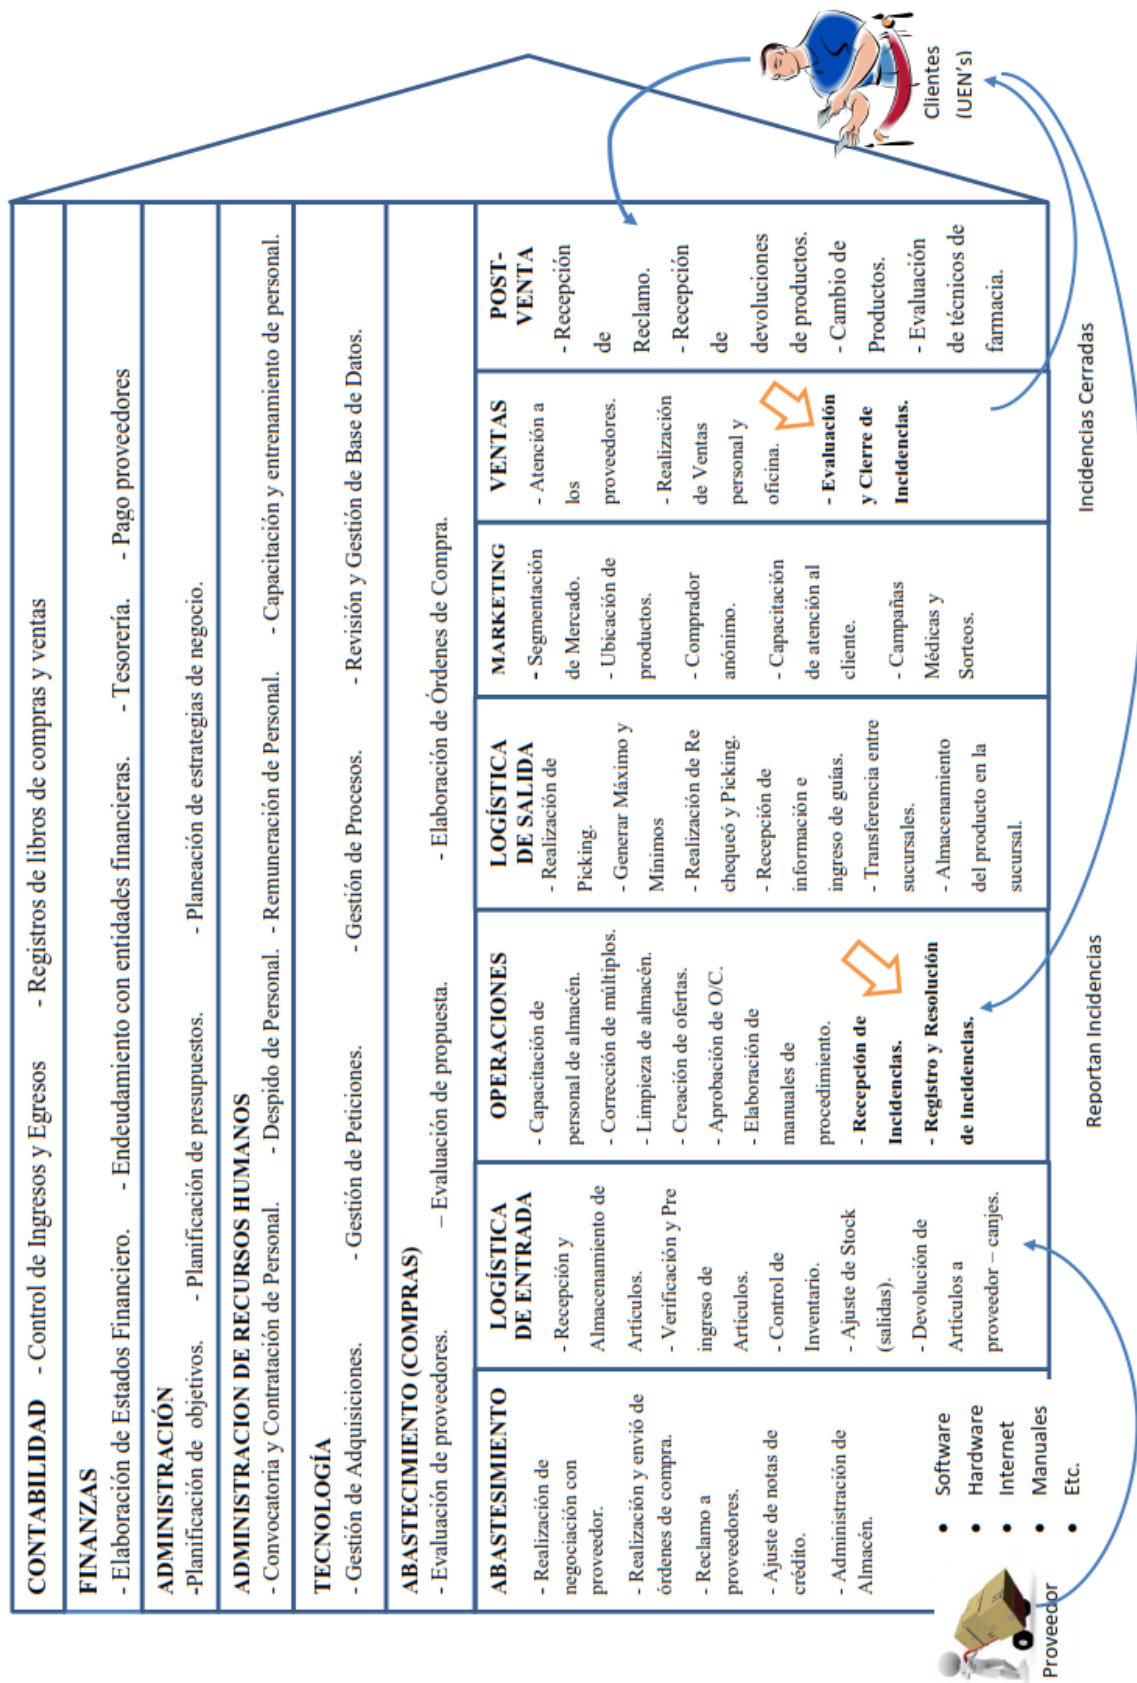 CONTABILIDAD - Control de Ingresos y Egresos - Registros de libros de compras y ventas
FINANZAS
- Elaboración de Estados Financiero. - Endeudamiento con entidades financieras. - Tesorería. - Pago proveedores
ADMINISTRACIÓN
-Planificación de objetivos. - Planificación de presupuestos. - Planeación de estrategias de negocio.
ADMINISTRACION DE RECURSOS HUMANOS
- Convocatoria y Contratación de Personal. - Despido de Personal. - Remuneración de Personal. - Capacitación y entrenamiento de personal.
TECNOLOGÍA
- Gestión de Adquisiciones. - Gestión de Peticiones. - Gestión de Procesos. - Revisión y Gestión de Base de Datos.
ABASTECIMIENTO (COMPRAS)
- Evaluación de proveedores. – Evaluación de propuesta. - Elaboración de Órdenes de Compra.
ABASTESIMIENTO
- Realización de
negociación con
proveedor.
- Realización y envió de
órdenes de compra.
- Reclamo a
proveedores.
- Ajuste de notas de
crédito.
- Administración de
Almacén.
LOGÍSTICA
DE ENTRADA
- Recepción y
Almacenamiento de
Artículos.
- Verificación y Pre
ingreso de
Artículos.
- Control de
Inventario.
- Ajuste de Stock
(salidas).
- Devolución de
Artículos a
proveedor – canjes.
OPERACIONES
- Capacitación de
personal de almacén.
- Corrección de múltiplos.
- Limpieza de almacén.
- Creación de ofertas.
- Aprobación de O/C.
- Elaboración de
manuales de
procedimiento.
- Recepción de
Incidencias.
- Registro y Resolución
de Incidencias.
LOGÍSTICA
DE SALIDA
- Realización de
Picking.
- Generar Máximo y
Mínimos
- Realización de Re
chequeó y Picking.
- Recepción de
información e
ingreso de guías.
- Transferencia entre
sucursales.
- Almacenamiento
del producto en la
sucursal.
MARKETING
- Segmentación
de Mercado.
- Ubicación de
productos.
- Comprador
anónimo.
- Capacitación
de atención al
cliente.
- Campañas
Médicas y
Sorteos.
VENTAS
- Atención a
los
proveedores.
- Realización
de Ventas
personal y
oficina.
- Evaluación
y Cierre de
Incidencias.
POST-
VENTA
- Recepción
de
Reclamo.
- Recepción
de
devoluciones
de productos.
- Cambio de
Productos.
- Evaluación
de técnicos de
farmacia.
Clientes
(UEN's)
Proveedor
• Software
• Hardware
• Internet
• Manuales
• Etc.
Reportan Incidencias
Incidencias Cerradas